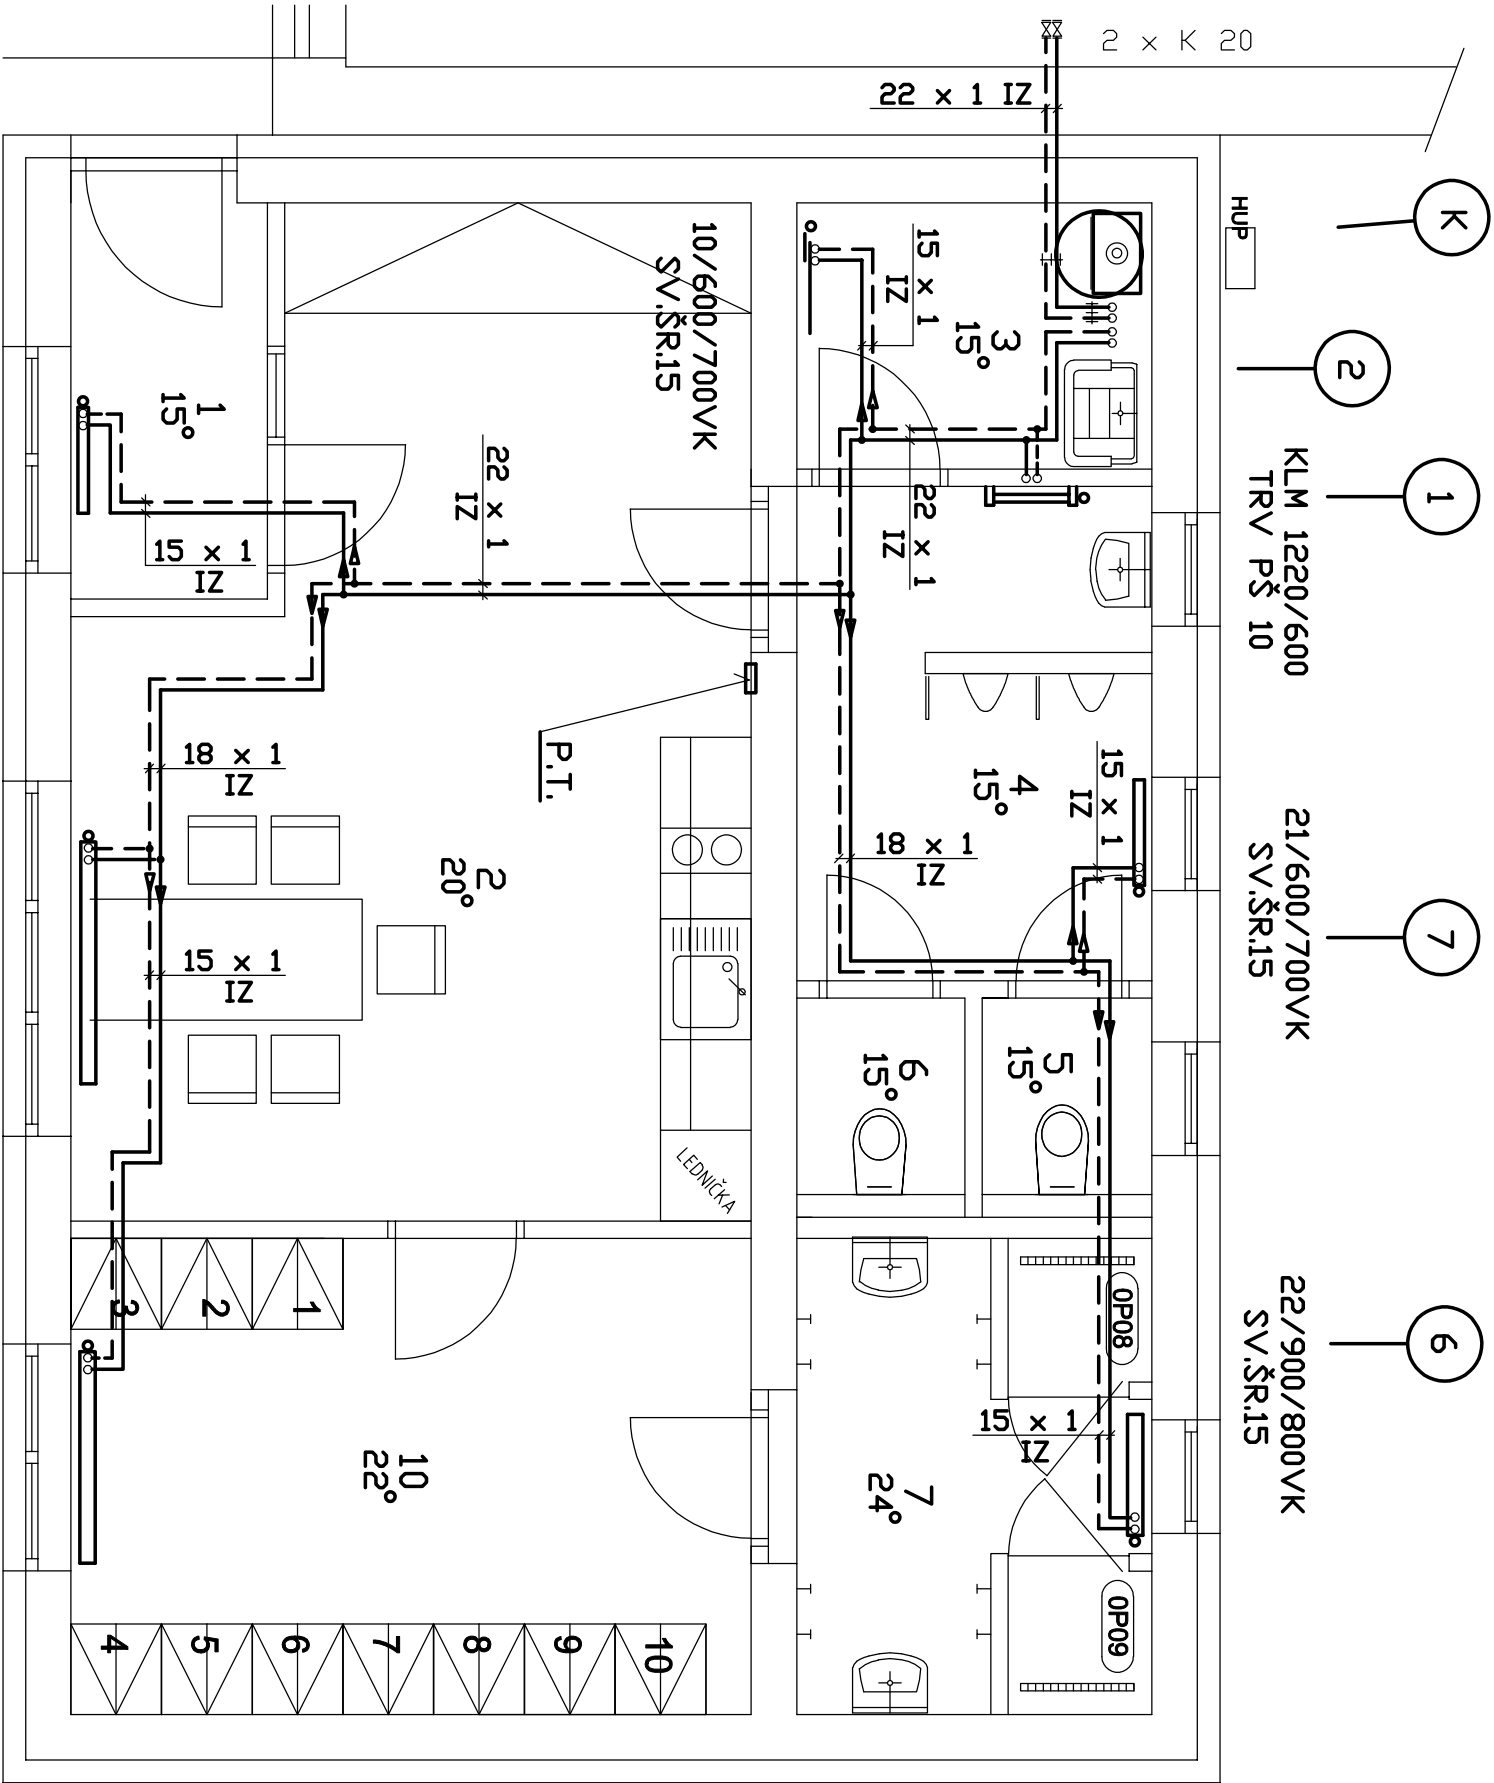 2 x K 20
22 x 1 IZ
K
HUP
2
10/600/700VK
SV.ŠR.15
15 x 1
IZ
3
15°
1
15°
22 x 1
IZ
22 x 1
IZ
1
KLM 1220/600
TRV PŠ 10
15 x 1
IZ
P.T.
18 x 1
IZ
4
15°
15 x 1
IZ
18 x 1
IZ
7
21/600/700VK
SV.ŠR.15
2
20°
15 x 1
IZ
6
15°
5
15°
LEDNIČKA
3
2
1
OP08
6
22/900/800VK
SV.ŠR.15
15 x 1
IZ
10
22°
7
24°
OP09
4
5
6
7
8
9
10